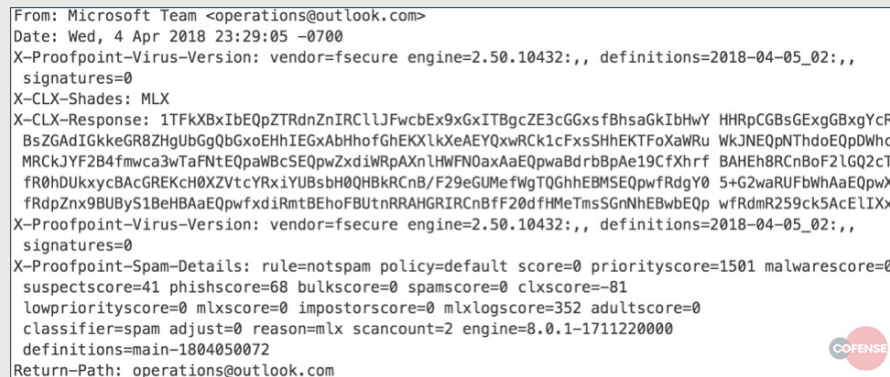 From: Microsoft Team <operations@outlook.com>
Date: Wed, 4 Apr 2018 23:29:05 -0700
X-Proofpoint-Virus-Version: vendor=fsecure engine=2.50.10432:,, definitions=2018-04-05_02:,,
signatures=0
X-CLX-Shades: MLX
X-CLX-Response: 1TFkXBxIbEQpZTRdnZnIRCllJFwcbEx9xGxITBgcZE3cGGxsfBhsaGkIbHwY HHRpCGBsGExgGBxgYcR
BsZGAdIGkkeGR8ZHgUbGgQbGxoEHhIEGxAbHhofGhEKXlkXeAEYQxwRCk1cFxsSHhEKTFoXaWRu WkJNEQpNThdoEQpDWhc
MRCkJYF2B4fmwca3wTaFNtEQpaWBcSEQpwZxdiWRpAXnlHWFNOaxAaEQpwaBdrbBpAe19CfXhrf BAHEh8RCnBoF2lGQ2cT
fR0hDUkxycBAcGREKcH0XZVtcYRxiYUBsbH0QHBkRCnB/F29eGUMefWgTQGhhEBMSEQpwfRdgY0 5+G2waRUFbWhAaEQpwX
fRdpZnx9BUByS1BeHBAaEQpwfxdiRmtBEhoFBUtnRRAHGRIRCnBfF20dfHMeTmsSGnNhEBwbEQp wfRdmR259ck5AcElIXx
X-Proofpoint-Virus-Version: vendor=fsecure engine=2.50.10432:,, definitions=2018-04-05_02:,,
signatures=0
X-Proofpoint-Spam-Details: rule=notspam policy=default score=0 priorityscore=1501 malwarescore=0
suspectscore=41 phishscore=68 bulkscore=0 spamscore=0 clxscore=-81
lowpriorityscore=0 mlxscore=0 impostorscore=0 mlxlogscore=352 adultscore=0
classifier=spam adjust=0 reason=mlx scancount=2 engine=8.0.1-1711220000
definitions=main-1804050072
COFENSE
Return-Path: operations@outlook.com